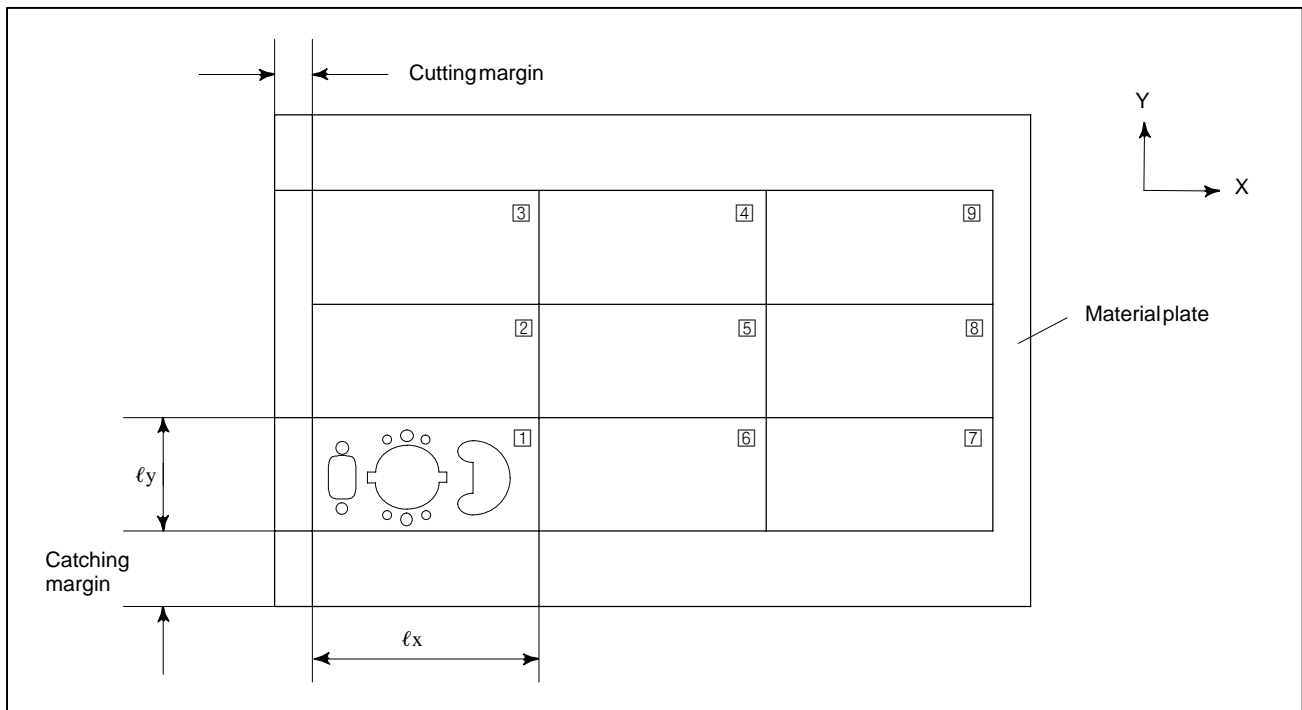 Cutting margin
Y
X
3
4
9
2
5
8
Material plate
1
6
7
ℓy
Catching
margin
ℓx